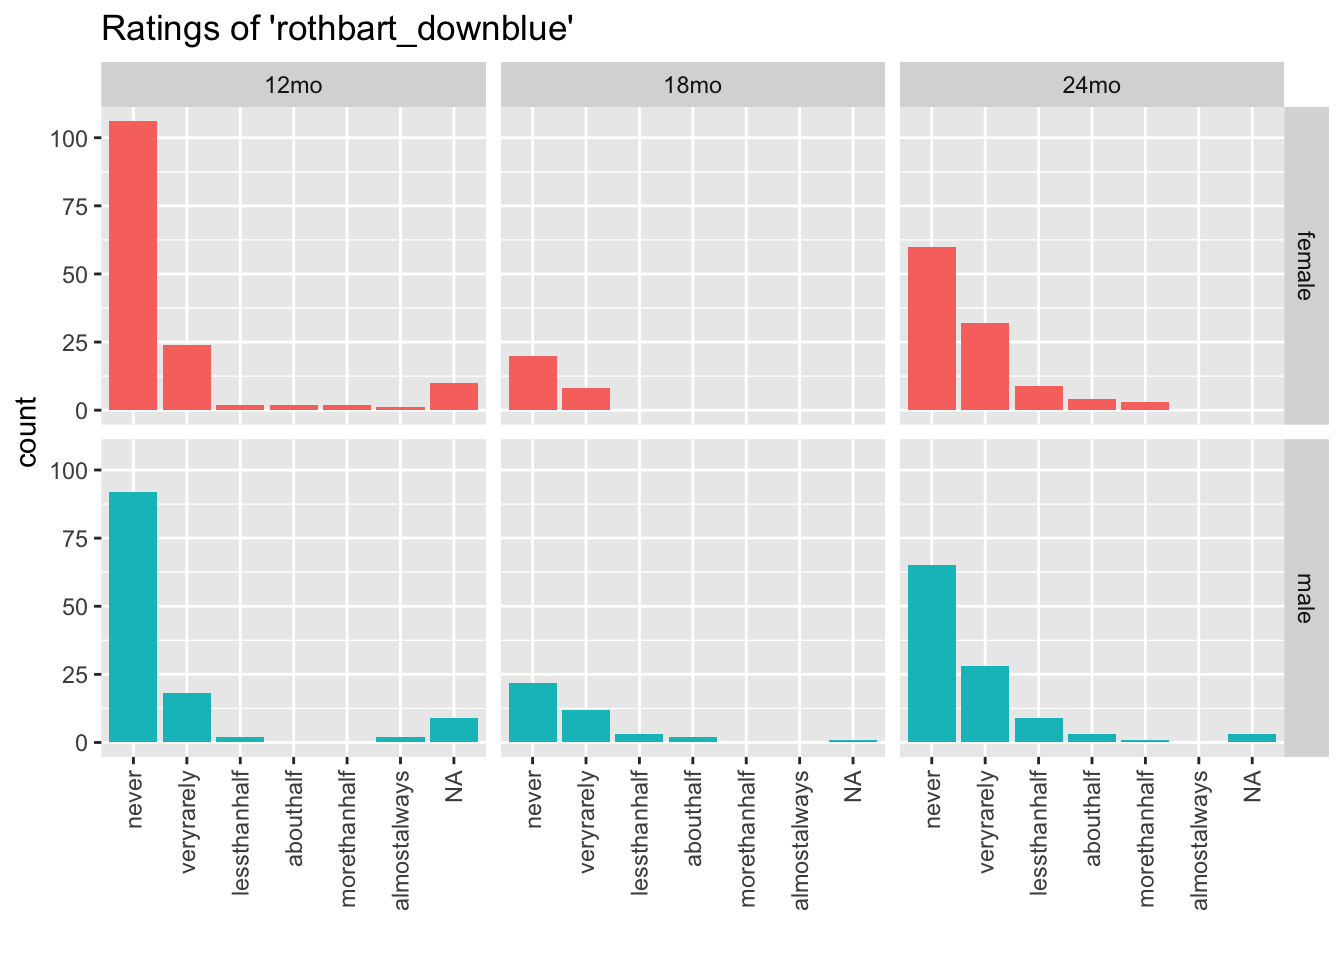 Ratings of 'rothbart_downblue'
12mo 18mo 24mo
100
75
50
25
0
female
count
100
75
50
25
0
male
never veryrarely lessthanhalf abouthalf morethanhalf almostalways NA never veryrarely lessthanhalf abouthalf morethanhalf almostalways NA never veryrarely lessthanhalf abouthalf morethanhalf almostalways NA